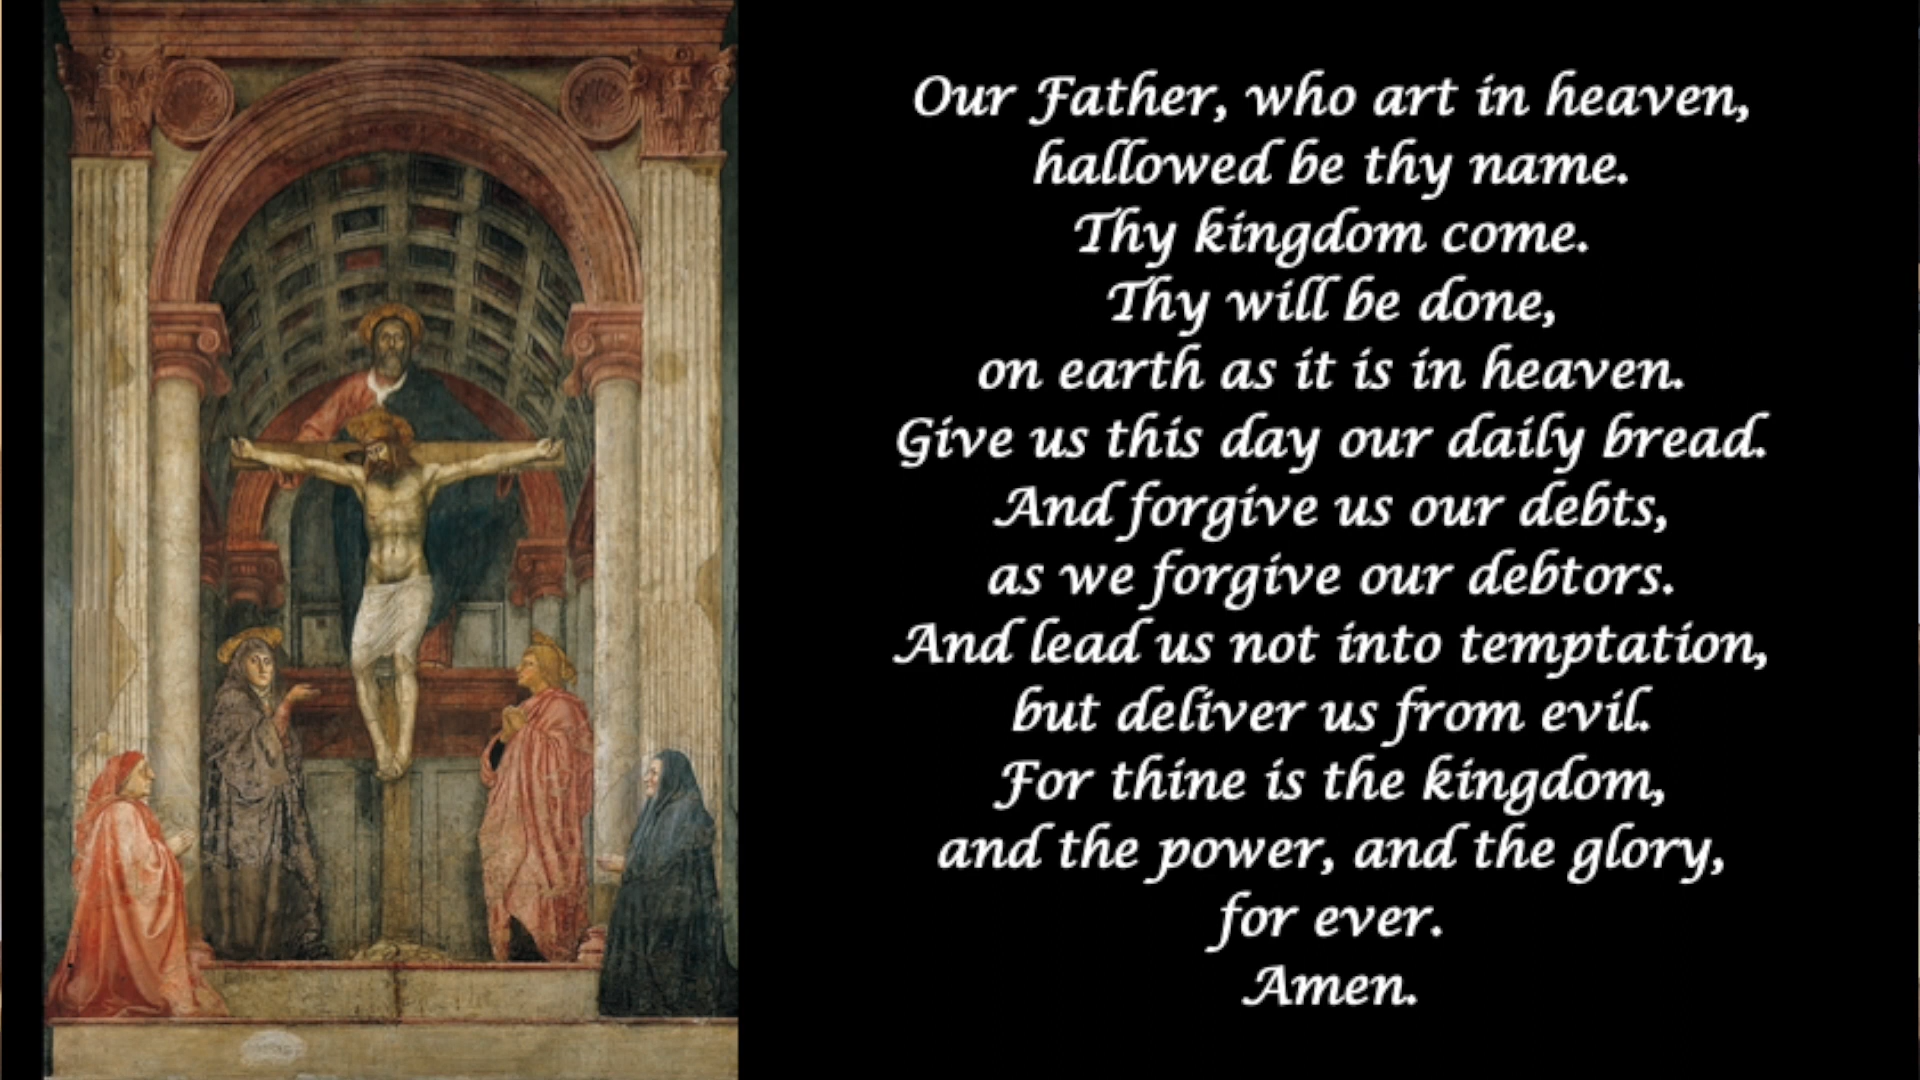 Our Father, who art in heaven,
hallowed be thy name.
Thy kingdom come.
Thy will be done,
on earth as it is in heaven.
Give us this day our daily bread.
And forgive us our debts,
as we forgive our debtors.
And lead us not into temptation,
but deliver us from evil.
For thine is the kingdom,
and the power, and the glory,
for ever.
Amen.